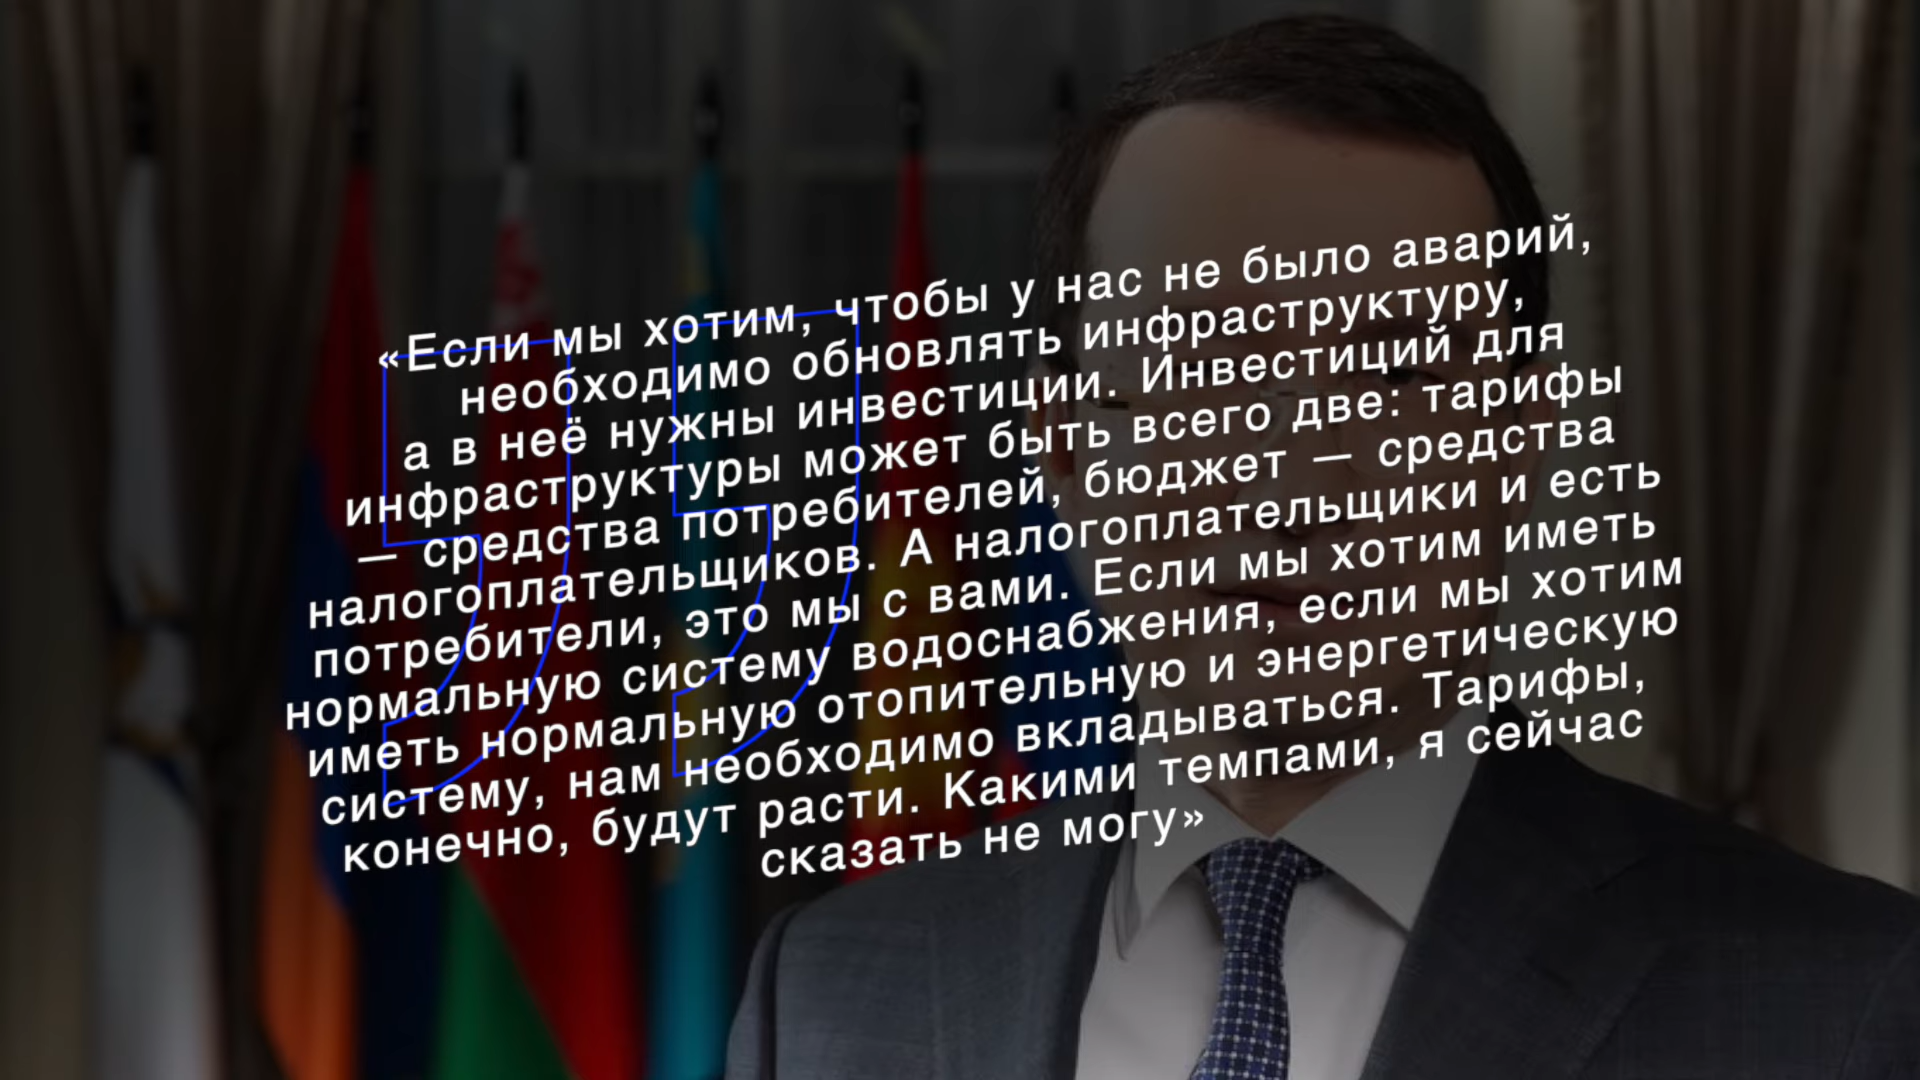 «Если мы хотим, чтобы у нас не было аварий,
необходимо обновлять инфраструктуру,
а в неё нужны инвестиции. Инвестиций для
инфраструктуры может быть всего две: тарифы
— средства потребителей, бюджет — средства
налогоплательщиков. А налогоплательщики и есть
потребители, это мы с вами. Если мы хотим иметь
нормальную систему водоснабжения, если мы хотим
иметь нормальную отопительную и энергетическую
систему, нам необходимо вкладываться. Тарифы,
конечно, будут расти. Какими темпами, я сейчас
сказать не могу»